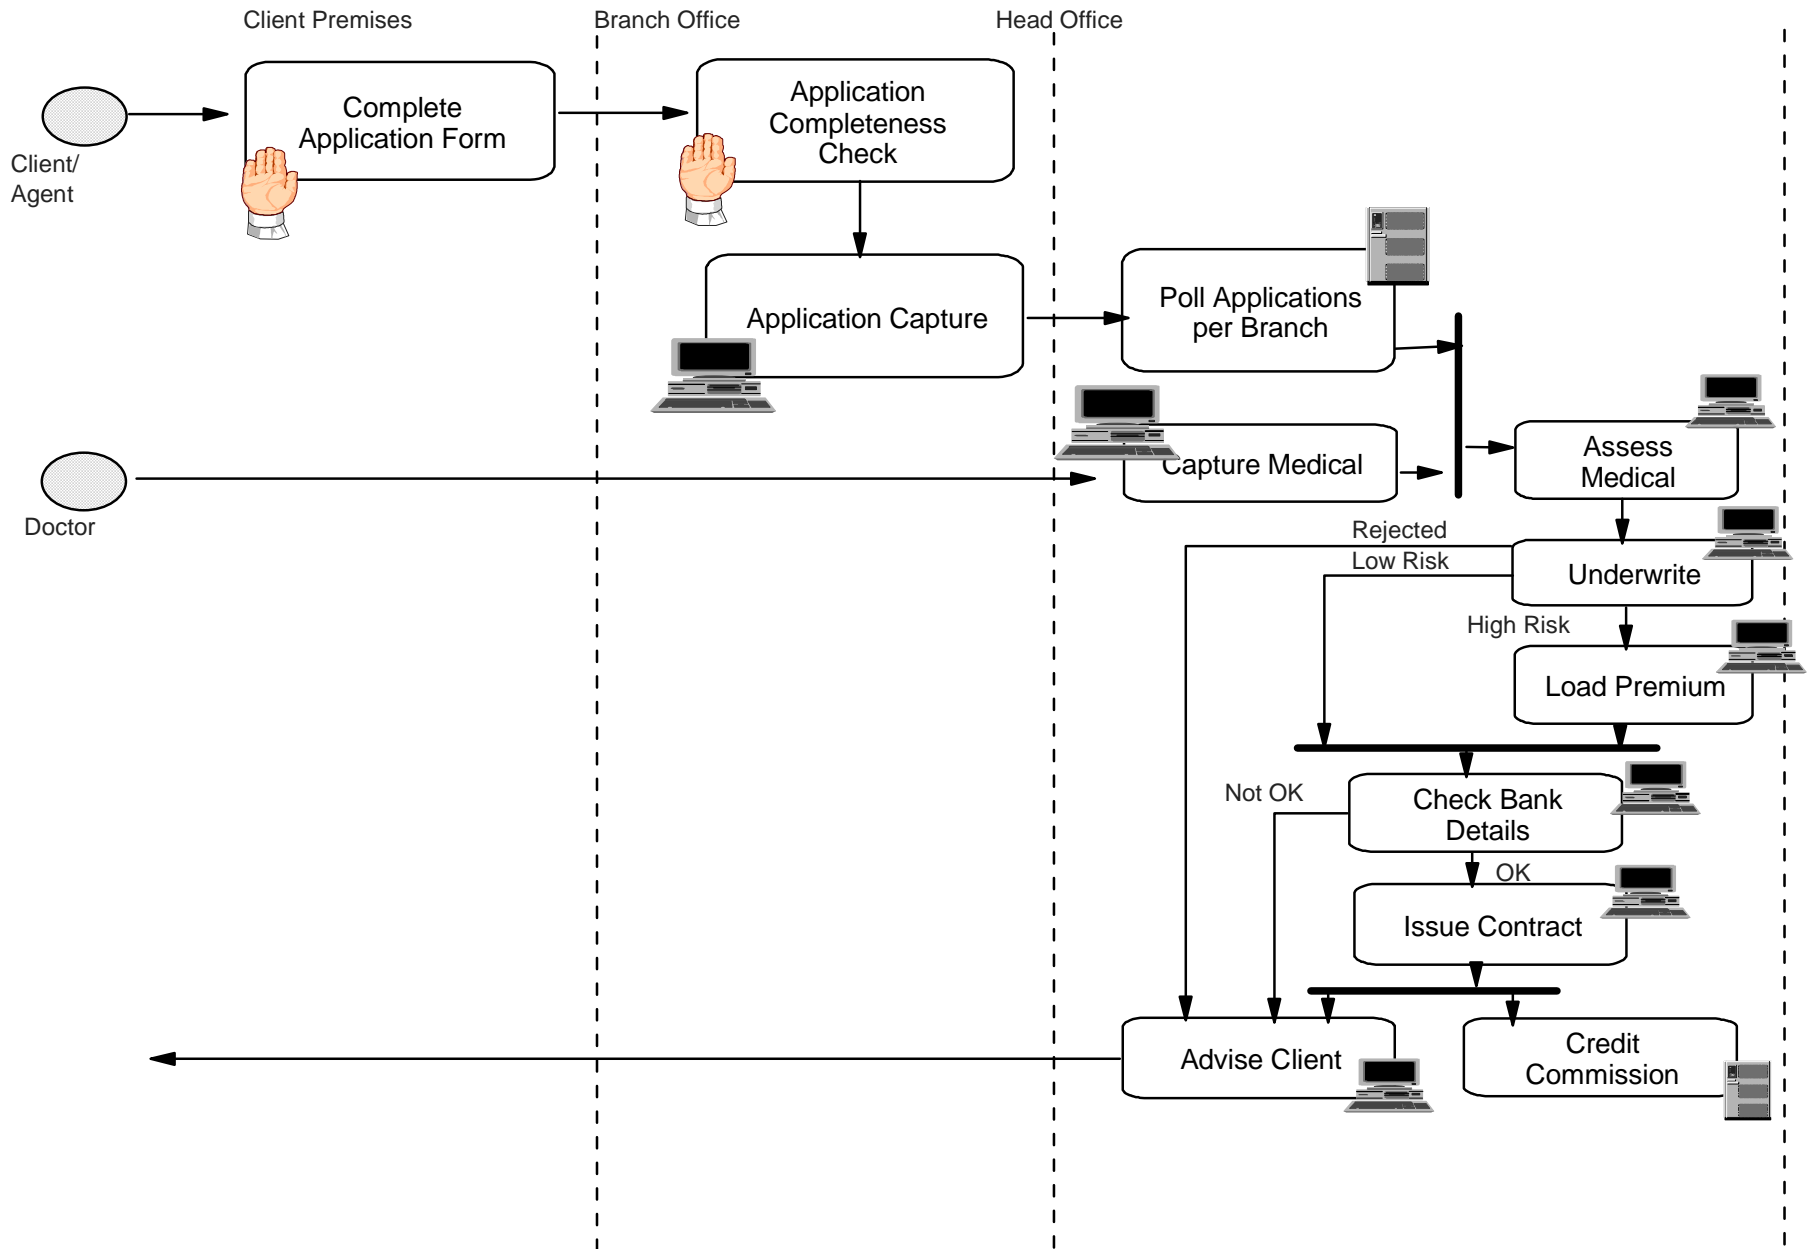 Client Premises
Branch Office
Head Office
Complete
Application Form
Application
Completeness
Check
Client/
Agent
Application Capture
Poll Applications
per Branch
Capture Medical
Assess
Medical
Doctor
Rejected
Low Risk
Underwrite
High Risk
Load Premium
Not OK
Check Bank
Details
OK
Issue Contract
Advise Client
Credit
Commission